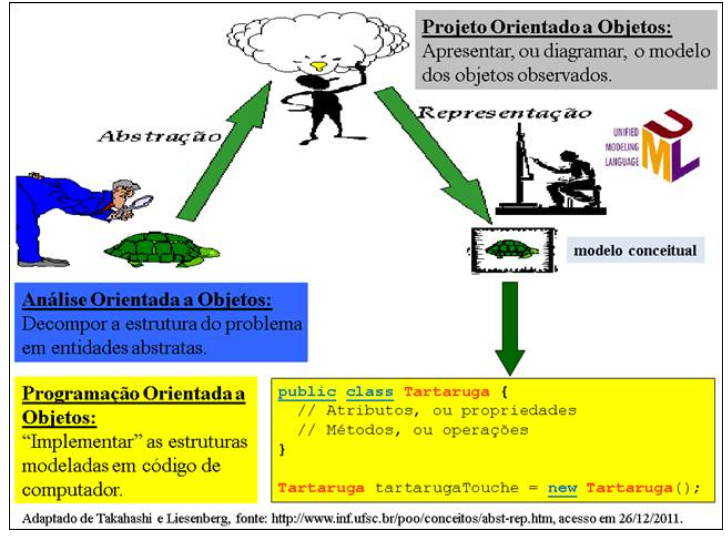 Projeto Orientado a Objetos:
Apresentar, ou diagramar, o modelo
dos objetos observados.
Abstração
Representação
UNIFIED
MODELING
LANGUAGE
UML
modelo conceitual
Análise Orientada a Objetos:
Decompor a estrutura do problema
em entidades abstratas.
Programação Orientada a
Objetos:
“Implementar” as estruturas
modeladas em código de
computador.
public class Tartaruga {
// Atributos, ou propriedades
// Métodos, ou operações
}
Tartaruga tartarugaTouche = new Tartaruga();
Adaptado de Takahashi e Liesenberg, fonte: http://www.inf.ufsc.br/poo/conceitos/abst-rep.htm, acesso em 26/12/2011.